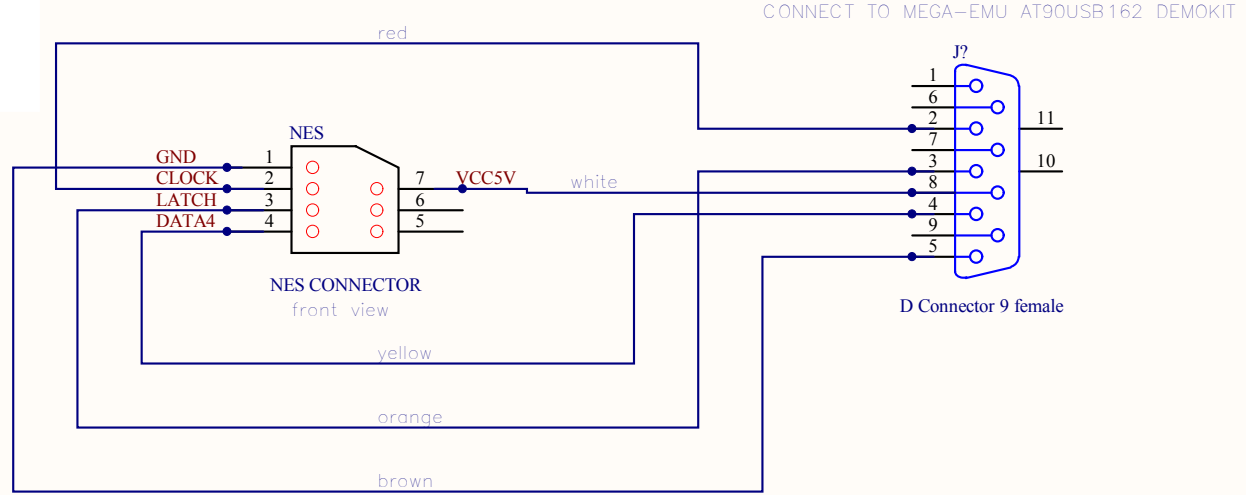 CONNECT TO MEGA-EMU AT90USB162 DEMOKIT
red
J?
1
6
2
7
3
8
4
9
5
11
10
D Connector 9 female
NES
GND 1
CLOCK 2
LATCH 3
DATA4 4
7 VCC5V
6
5
white
NES CONNECTOR
front view
yellow
orange
brown